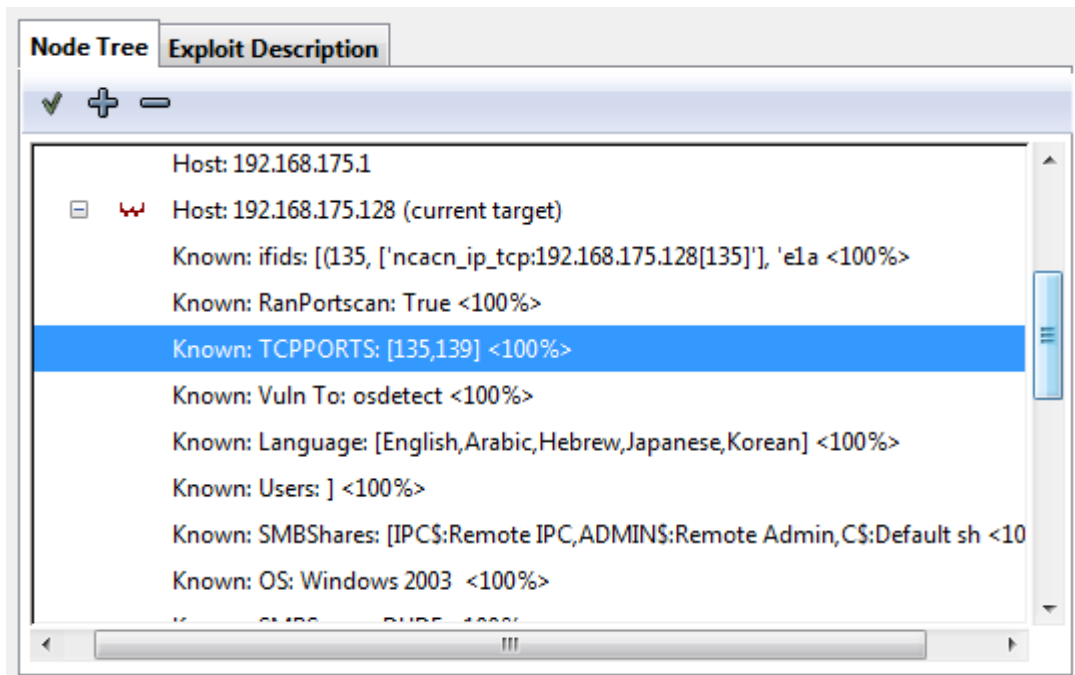 Node Tree Exploit Description
Host: 192.168.175.1
Host: 192.168.175.128 (current target)
Known: ifids: [(135, ['ncacn_ip_tcp:192.168.175.128[135]'], 'e1a <100%>
Known: RanPortscan: True <100%>
Known: TCPPORTS: [135,139] <100%>
Known: Vuln To: osdetect <100%>
Known: Language: [English,Arabic,Hebrew,Japanese,Korean] <100%>
Known: Users: ] <100%>
Known: SMBShares: [IPC$:Remote IPC,ADMIN$:Remote Admin,C$:Default sh <10
Known: OS: Windows 2003 <100%>